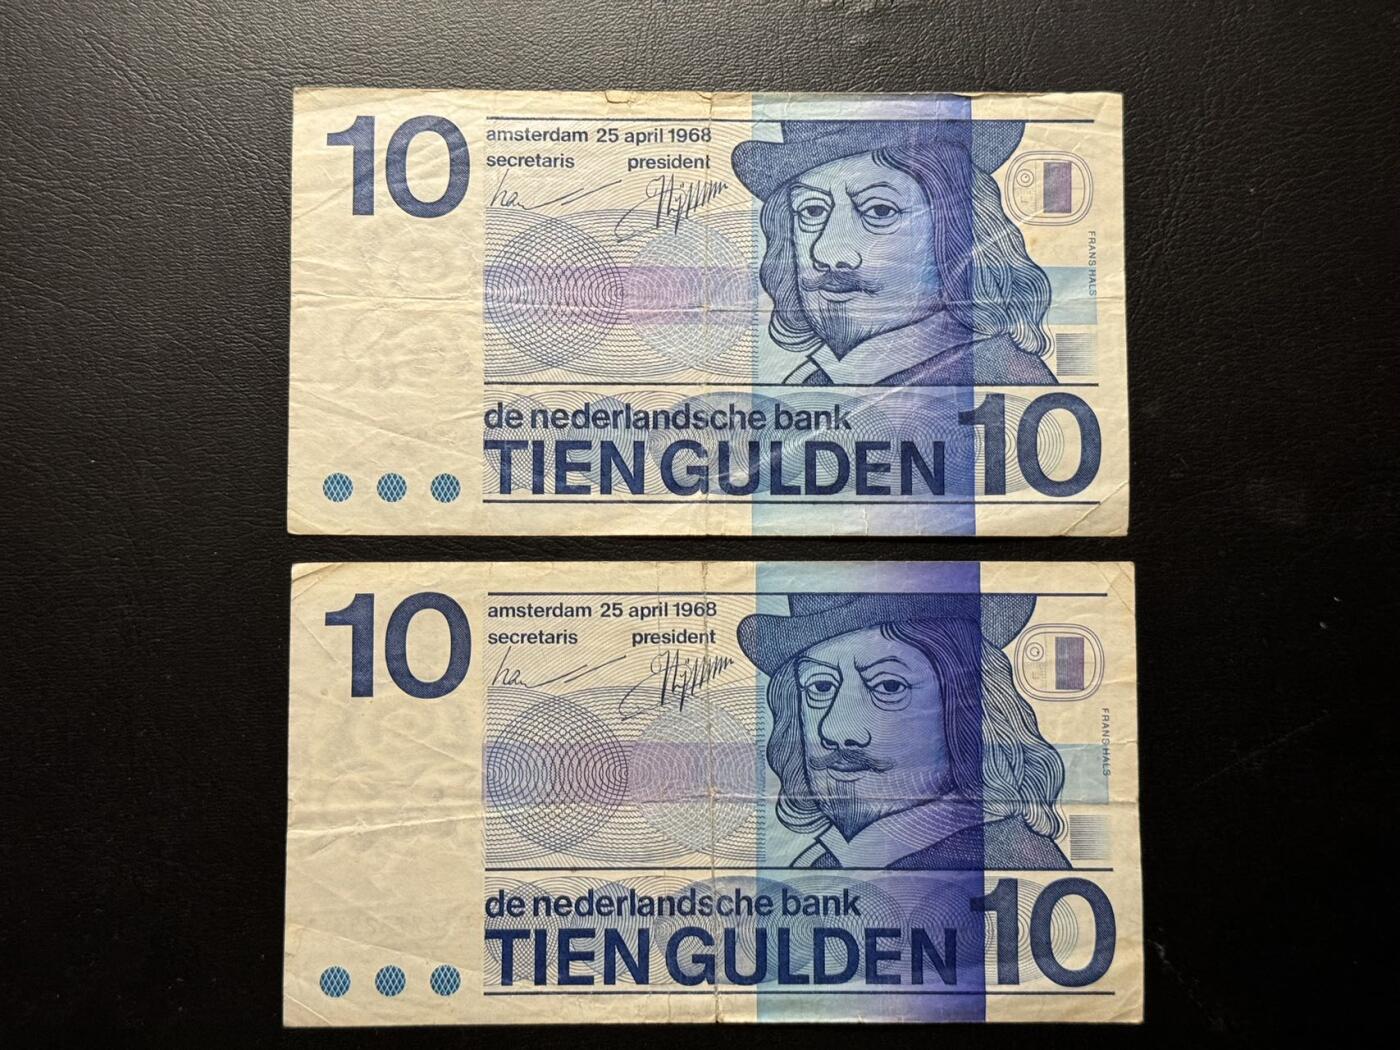 10
amsterdam 25 april 1968
secretaris president
FRANS HALS
de nederlandsche bank
TIEN GULDEN 10
10
amsterdam 25 april 1968
secretaris president
FRANS HALS
de nederlandsche bank
TIEN GULDEN 10